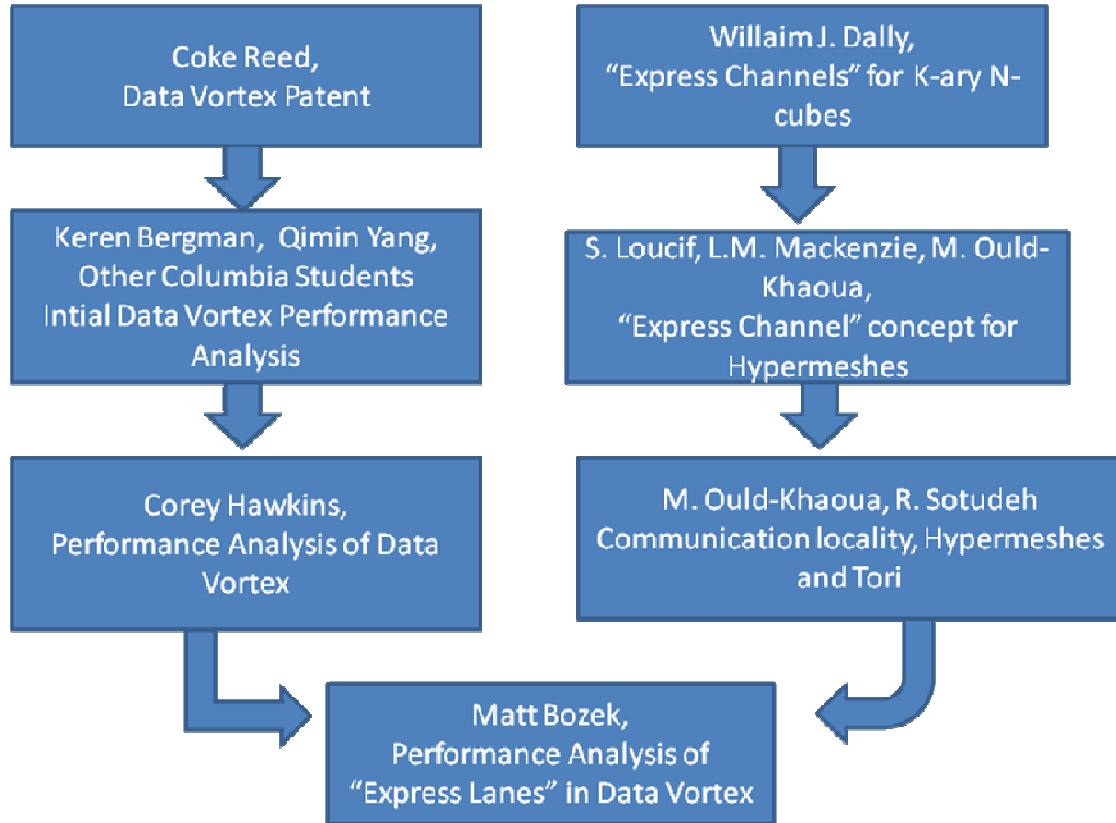 Coke Reed,
Data Vortex Patent
Keren Bergman, Qimin Yang,
Other Columbia Students
Intial Data Vortex Performance
Analysis
Corey Hawkins,
Performance Analysis of Data
Vortex
Willaim J. Dally,
“Express Channels” for K-ary N-
cubes
S. Loucif, L.M. Mackenzie, M. Ould-
Khaoua,
“Express Channel” concept for
Hypermeshes
M. Ould-Khaoua, R. Sotudeh
Communication locality, Hypermeshes
and Tori
Matt Bozek,
Performance Analysis of
“Express Lanes” in Data Vortex